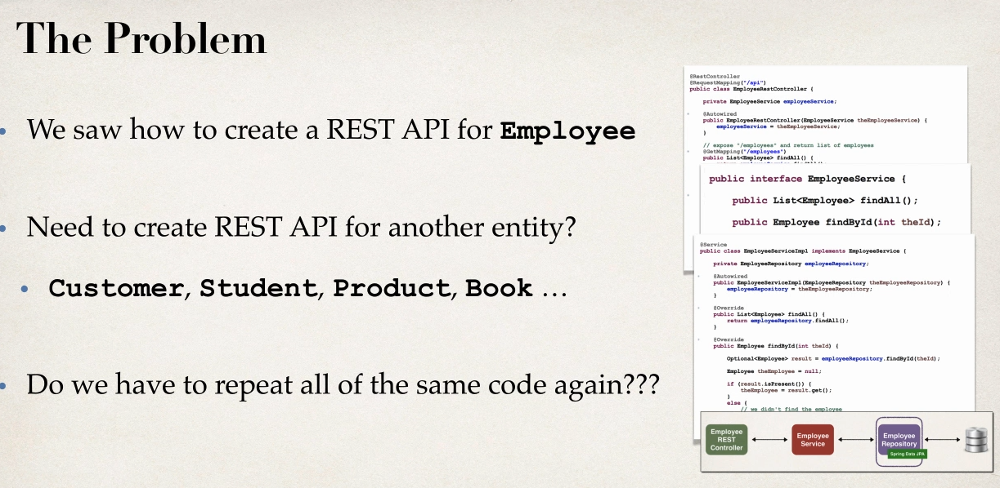 The Problem
• We saw how to create a REST API for Employee
• Need to create REST API for another entity?
• Customer, Student, Product, Book …
• Do we have to repeat all of the same code again???
@RestController
@RequestMapping("/api")
public class EmployeeRestController {
private EmployeeService employeeService;
@Autowired
public EmployeeRestController(EmployeeService theEmployeeService) {
employeeService = theEmployeeService;
}
// expose "/employees" and return list of employees
@GetMapping("/employees")
public List<Employee> findAll() {
public interface EmployeeService {
public List<Employee> findAll();
public Employee findById(int theId);
@Service
public class EmployeeServiceImpl implements EmployeeService {
private EmployeeRepository employeeRepository;
@Autowired
public EmployeeServiceImpl(EmployeeRepository theEmployeeRepository) {
employeeRepository = theEmployeeRepository;
}
@Override
public List<Employee> findAll() {
return employeeRepository.findAll();
}
@Override
public Employee findById(int theId) {
Optional<Employee> result = employeeRepository.findById(theId);
Employee theEmployee = null;
if (result.isPresent()) {
theEmployee = result.get();
}
else {
// we didn't find the employee
Employee
REST
Controller
Employee
Service
Employee
Repository
Spring Data JPA